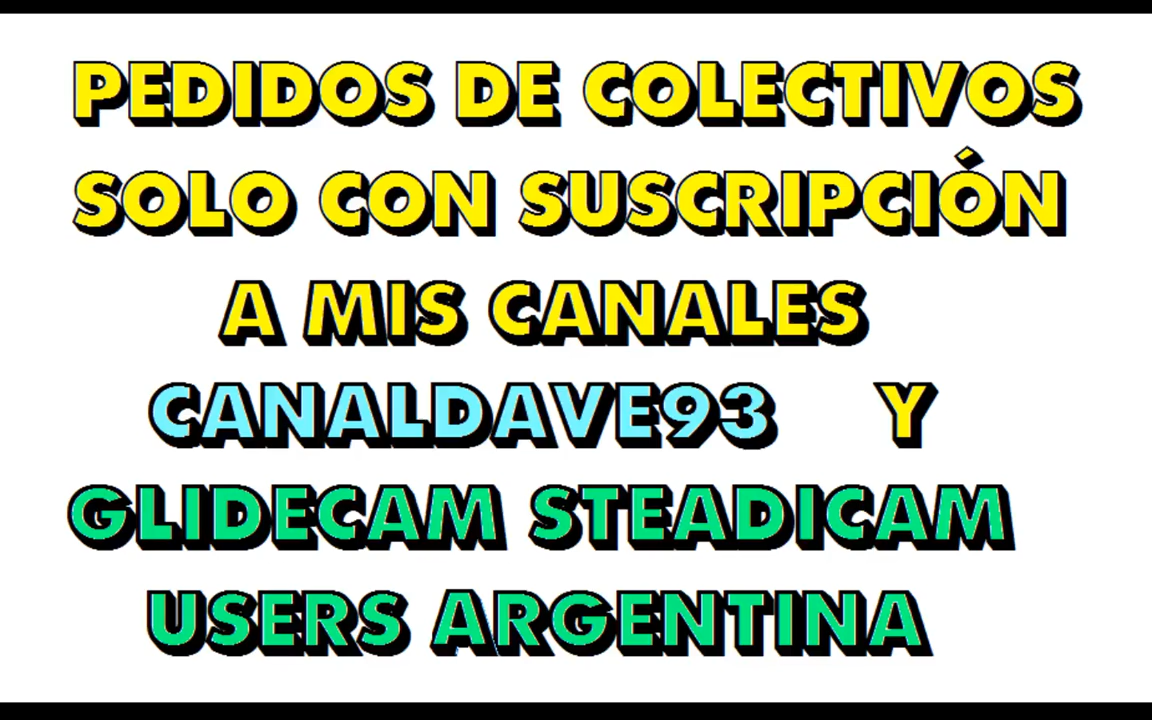 PEDIDOS DE COLECTIVOS
SOLO CON SUSCRIPCIÓN
A MIS CANALES
CANALDAVE93 Y
GLIDECAM STEADICAM
USERS ARGENTINA